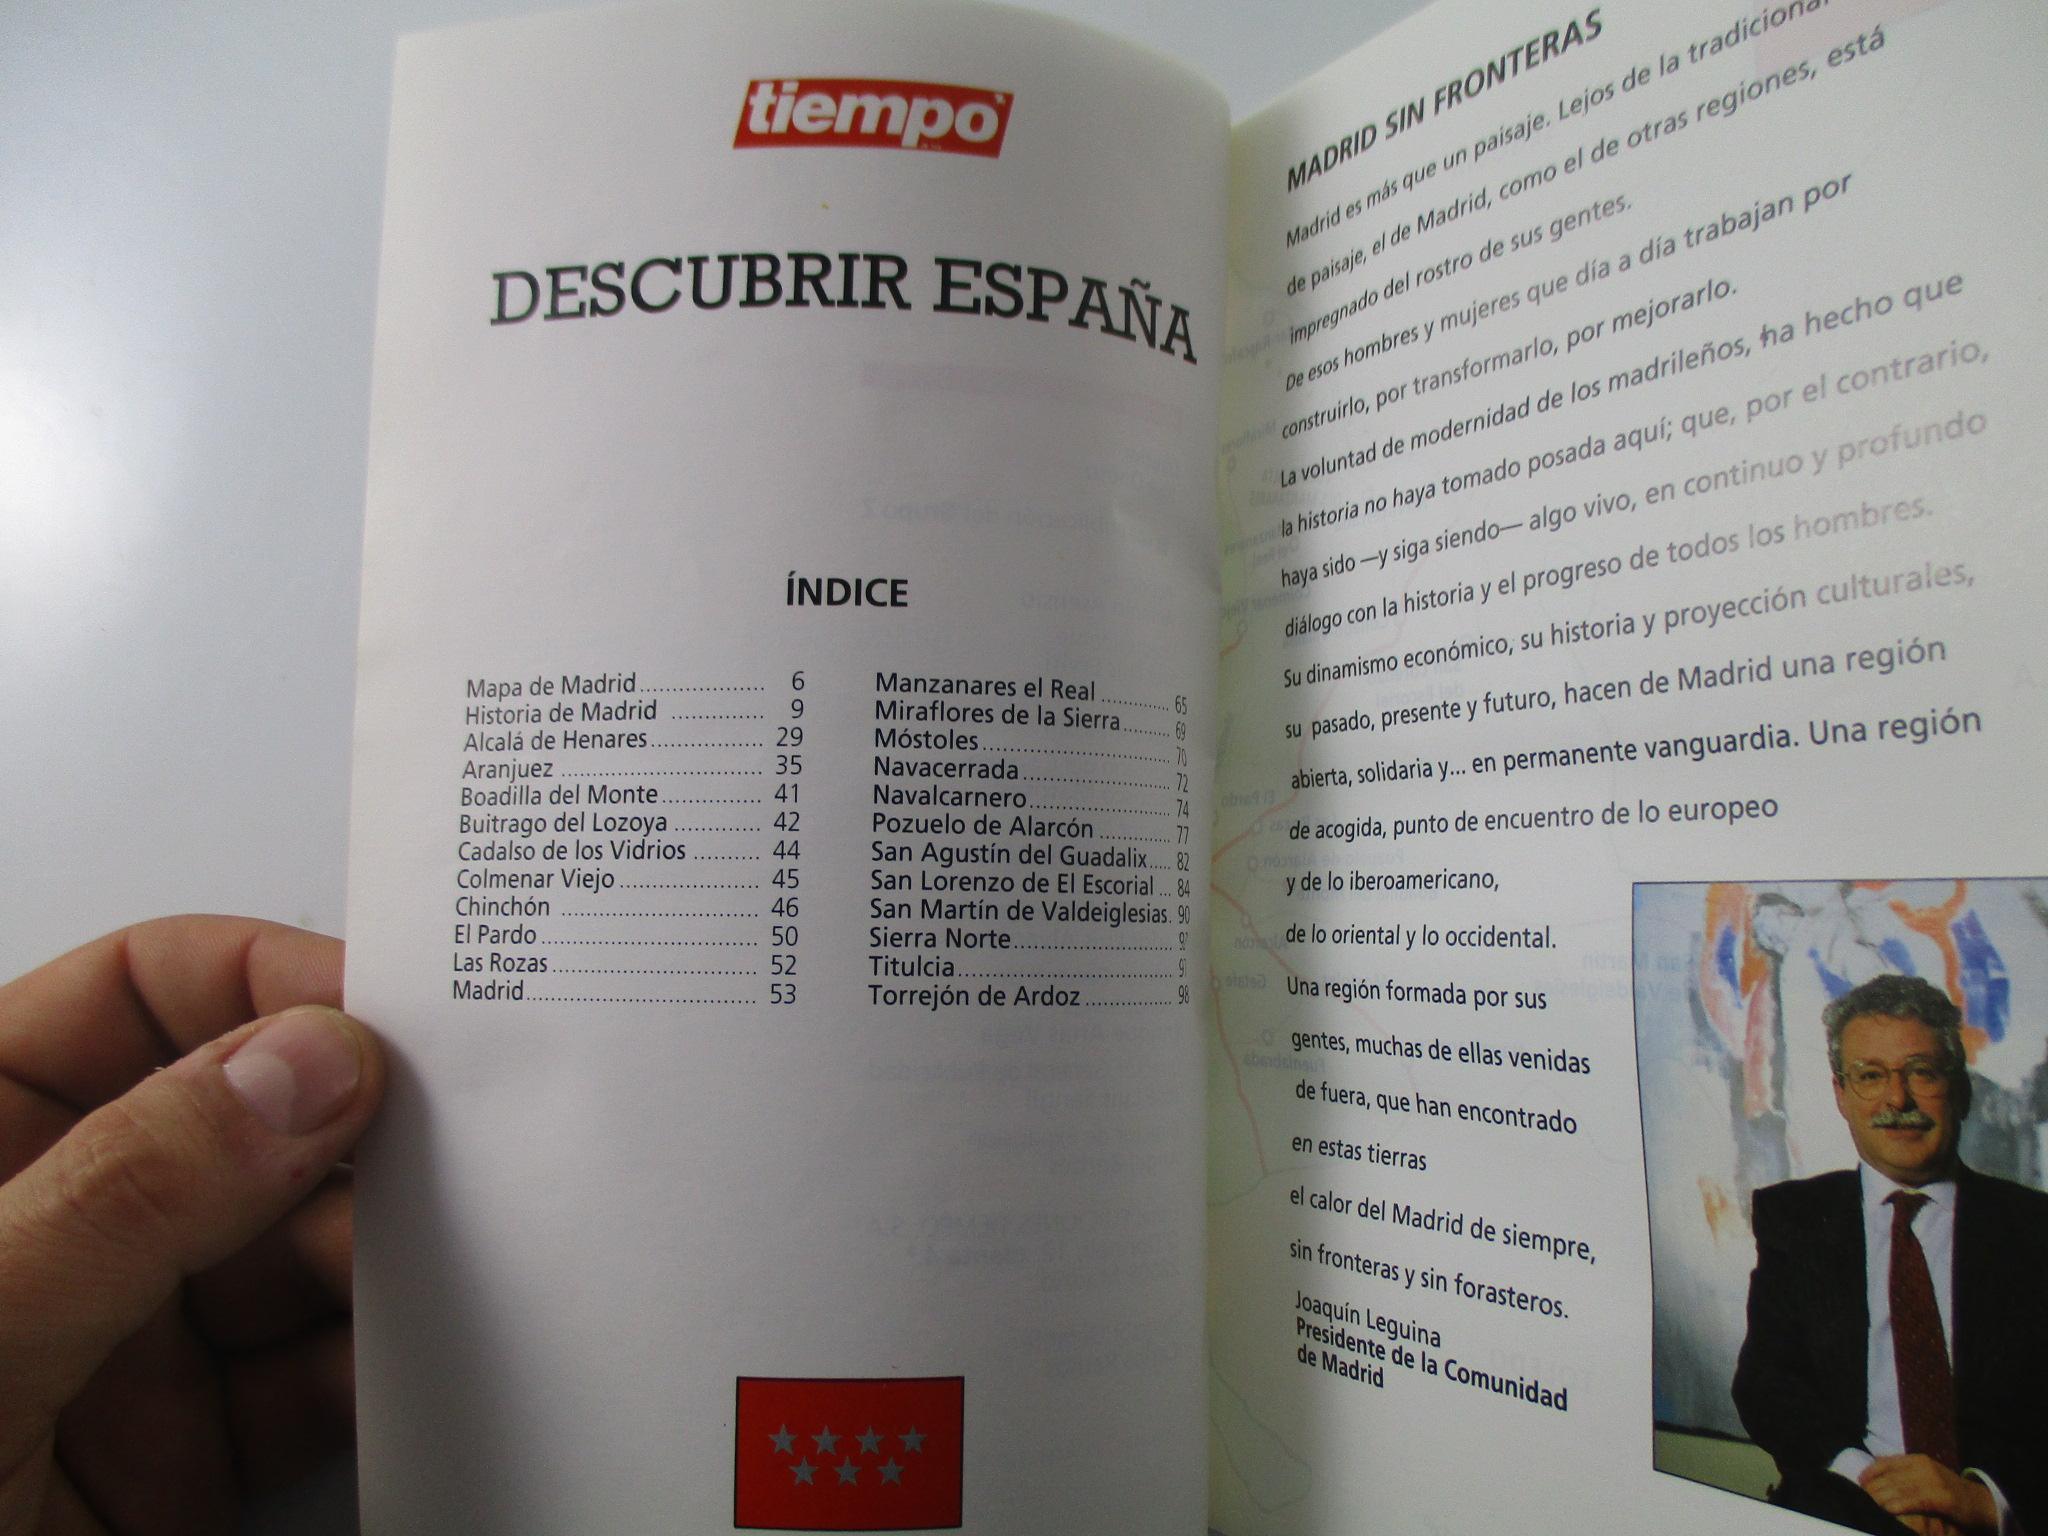 tiempo
DESCUBRIR ESPAÑA
ÍNDICE
Mapa de Madrid.................. 6
Historia de Madrid ............. 9
Alcalá de Henares................ 29
Aranjuez ............................. 35
Boadilla del Monte.............. 41
Buitrago del Lozoya ............ 42
Cadalso de los Vidrios .......... 44
Colmenar Viejo.................... 45
Chinchón ............................ 46
El Pardo............................... 50
Las Rozas............................. 52
Madrid................................. 53
Manzanares el Real .............. 65
Miraflores de la Sierra.......... 69
Móstoles.............................. 70
Navacerrada........................ 72
Navalcarnero....................... 74
Pozuelo de Alarcón .............. 77
San Agustín del Guadalix..... 82
San Lorenzo de El Escorial ... 84
San Martín de Valdeiglesias. 90
Sierra Norte.........................
Titulcia..................................
Torrejón de Ardoz................ 98
MADRID SIN FRONTERAS
Madrid es más que un paisaje. Lejos de la tradicional
de paisaje, el de Madrid, como el de otras regiones, está
impregnado del rostro de sus gentes.
De esos hombres y mujeres que día a día trabajan por
construirlo, por transformarlo, por mejorarlo.
La voluntad de modernidad de los madrileños, ha hecho que
la historia no haya tomado posada aquí; que, por el contrario,
haya sido —y siga siendo— algo vivo, en continuo y profundo
diálogo con la historia y el progreso de todos los hombres.
Su dinamismo económico, su historia y proyección culturales,
su pasado, presente y futuro, hacen de Madrid una región
abierta, solidaria y... en permanente vanguardia. Una región
de acogida, punto de encuentro de lo europeo
y de lo iberoamericano,
de lo oriental y lo occidental.
Una región formada por sus
gentes, muchas de ellas venidas
de fuera, que han encontrado
en estas tierras
el calor del Madrid de siempre,
sin fronteras y sin forasteros.
Joaquín Leguina
Presidente de la Comunidad
de Madrid